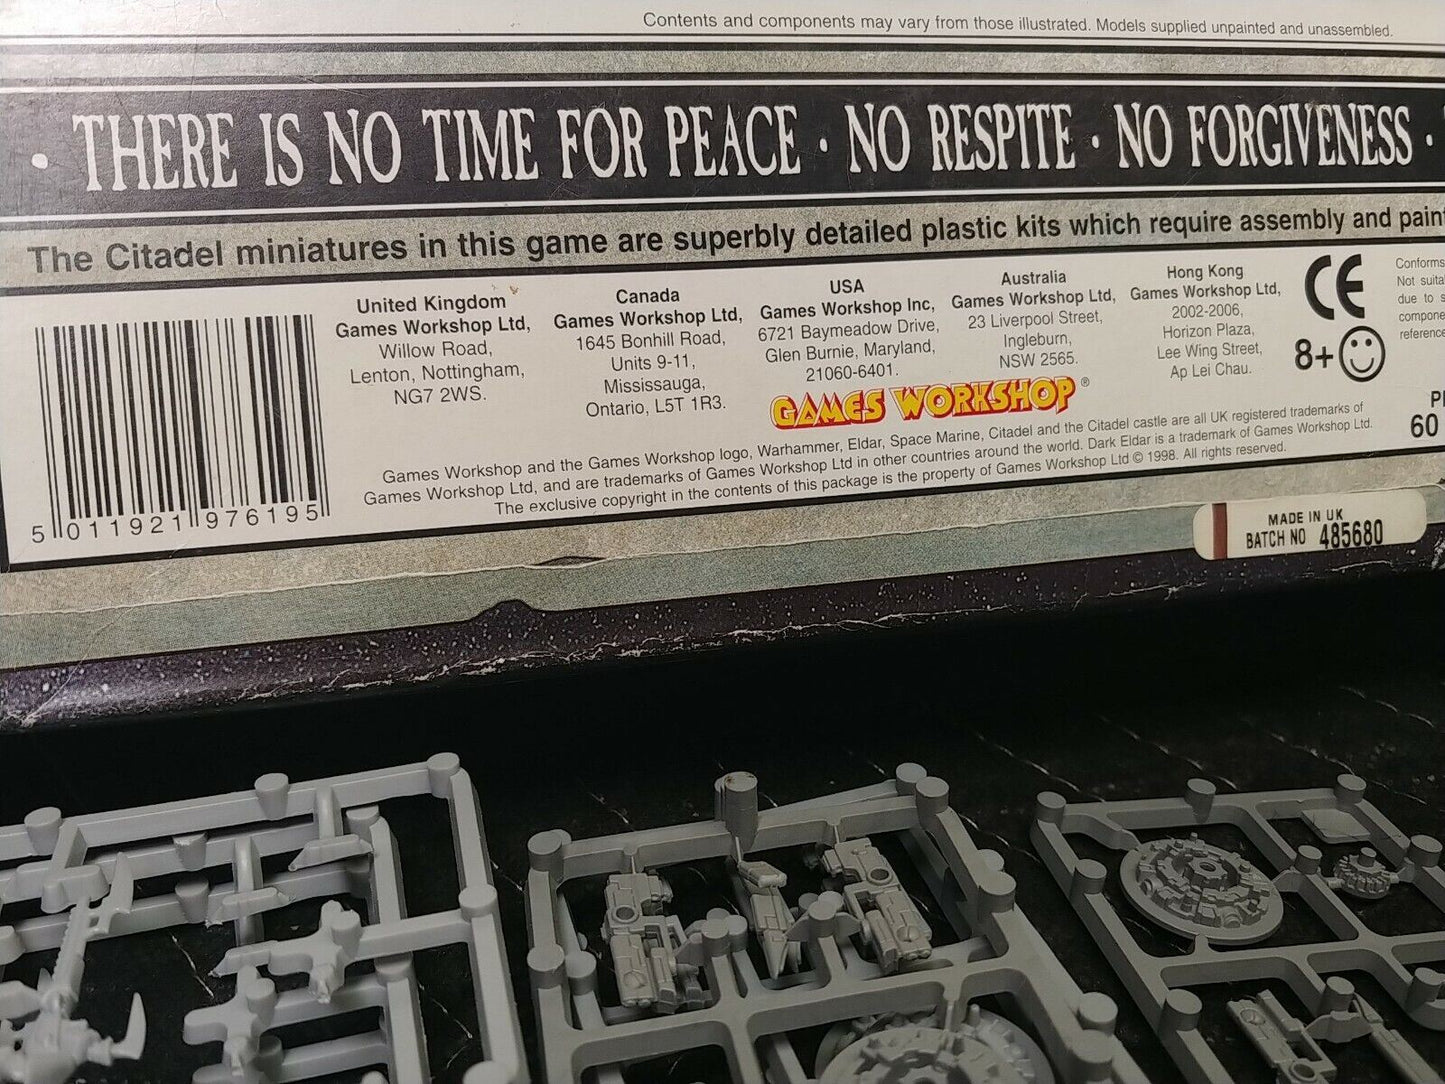 Contents and components may vary from those illustrated. Models supplied unpainted and unassembled.
· THERE IS NO TIME FOR PEACE · NO RESPITE · NO FORGIVENESS ·
The Citadel miniatures in this game are superbly detailed plastic kits which require assembly and paint
United Kingdom
Games Workshop Ltd,
Willow Road,
Lenton, Nottingham,
NG7 2WS.
Canada
Games Workshop Ltd,
1645 Bonhill Road,
Units 9-11,
Mississauga,
Ontario, L5T 1R3.
USA
Games Workshop Inc,
6721 Baymeadow Drive,
Glen Burnie, Maryland,
21060-6401.
Australia
Games Workshop Ltd,
23 Liverpool Street,
Ingleburn,
NSW 2565.
Hong Kong
Games Workshop Ltd,
2002-2006,
Horizon Plaza,
Lee Wing Street,
Ap Lei Chau.
CE
8+
Conforms
Not suita
due to s
compone
reference
60
GAMES WORKSHOP ®
Games Workshop and the Games Workshop logo, Warhammer, Eldar, Space Marine, Citadel and the Citadel castle are all UK registered trademarks of
Games Workshop Ltd, and are trademarks of Games Workshop Ltd in other countries around the world. Dark Eldar is a trademark of Games Workshop Ltd.
The exclusive copyright in the contents of this package is the property of Games Workshop Ltd © 1998. All rights reserved.
5 011921 976195
MADE IN UK
BATCH NO 485680